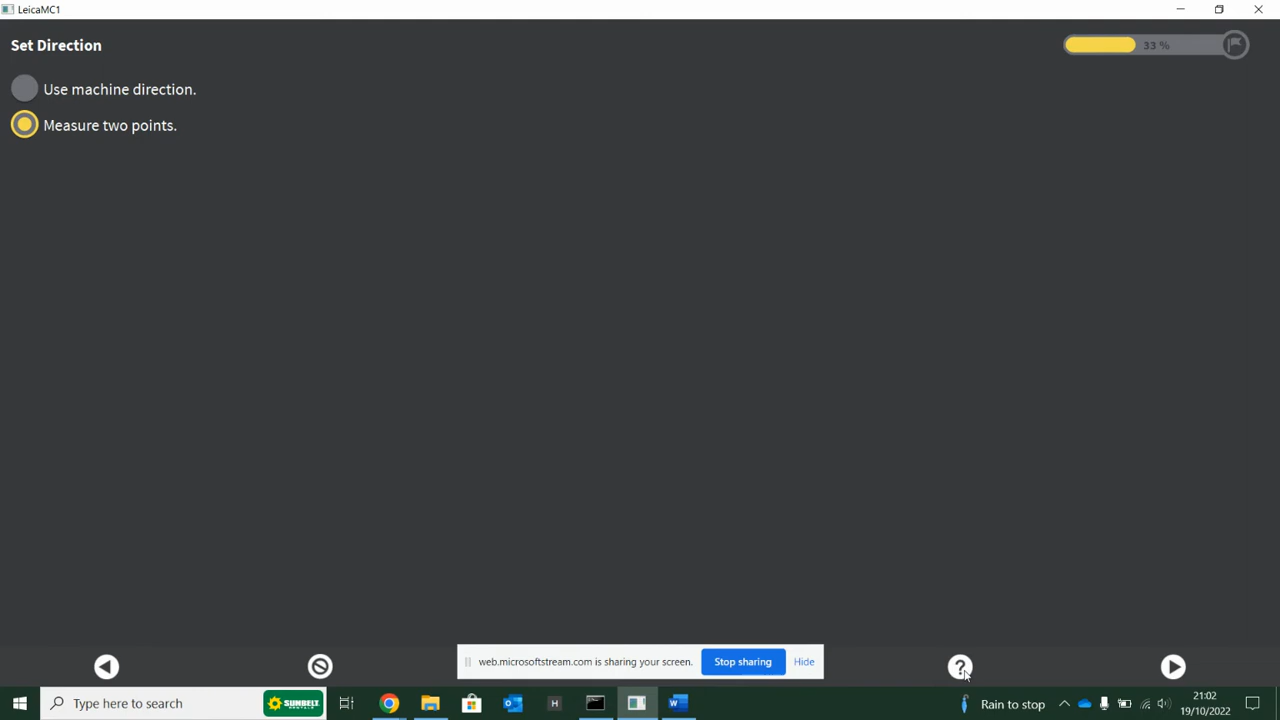 LeicaMC1
Set Direction
33 %
Use machine direction.
Measure two points.
web.microsoftstream.com is sharing your screen.
Stop sharing
Hide
Type here to search
SUNBELT
H
Rain to stop
21:02
19/10/2022